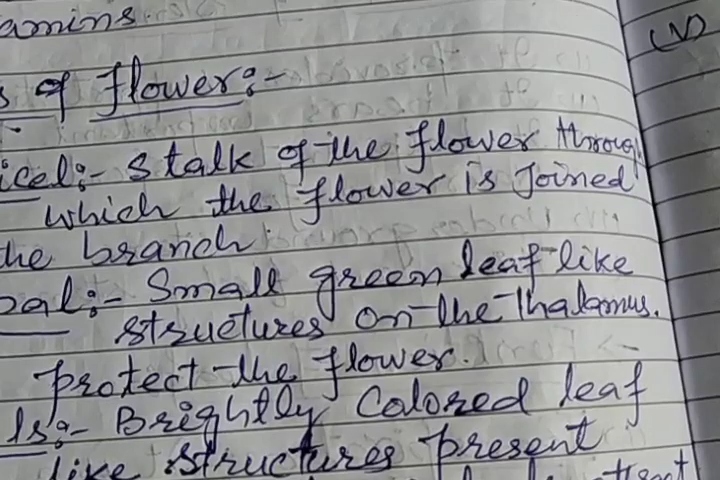 amins.
s of flower:-
icel:- stalk of the flower throug
which the flower is Joined
he branch.
pal:- Small green leaf like
structures on the Thalamus.
protect the flower.
ls:- Brightly Colored leaf
like structures present
(V)